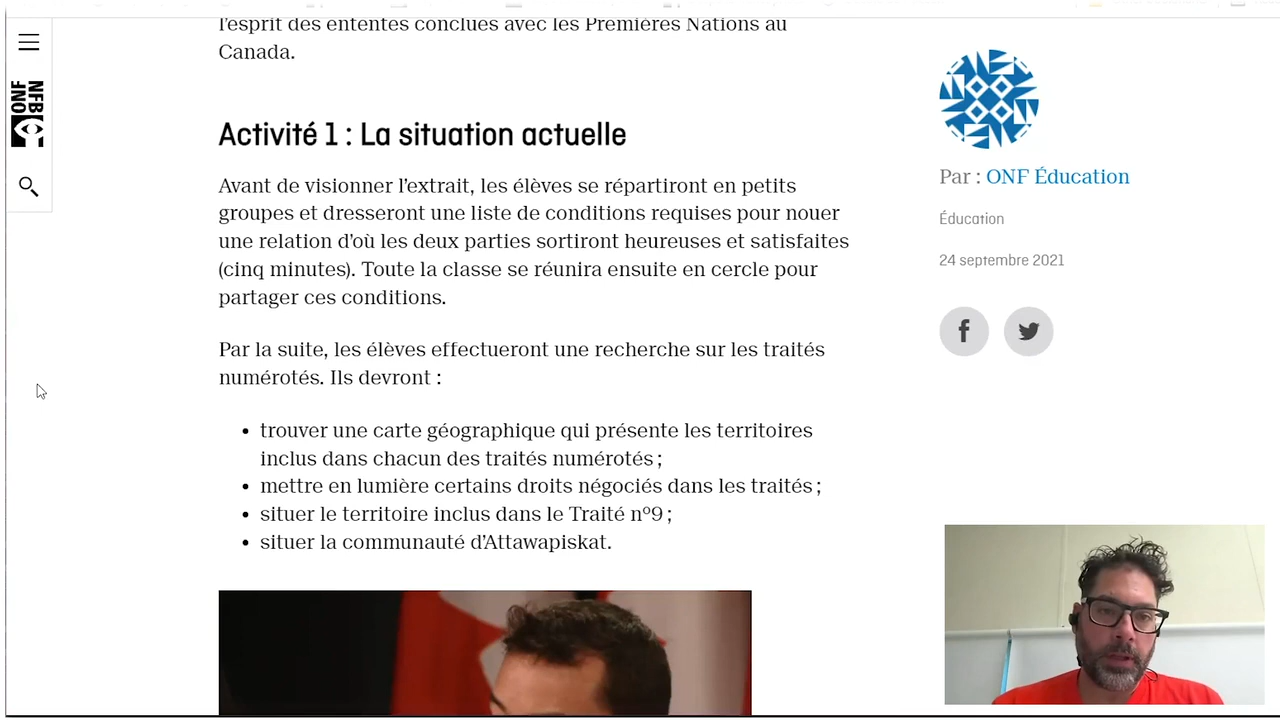 l'esprit des ententes conclues avec les Premières Nations au
Canada.
ONF
NFB
Activité 1 : La situation actuelle
Avant de visionner l'extrait, les élèves se répartiront en petits
groupes et dresseront une liste de conditions requises pour nouer
une relation d'où les deux parties sortiront heureuses et satisfaites
(cinq minutes). Toute la classe se réunira ensuite en cercle pour
partager ces conditions.
Par la suite, les élèves effectueront une recherche sur les traités
numérotés. Ils devront :
• trouver une carte géographique qui présente les territoires
inclus dans chacun des traités numérotés ;
• mettre en lumière certains droits négociés dans les traités ;
• situer le territoire inclus dans le Traité nº9 ;
• situer la communauté d'Attawapiskat.
Par : ONF Éducation
Éducation
24 septembre 2021